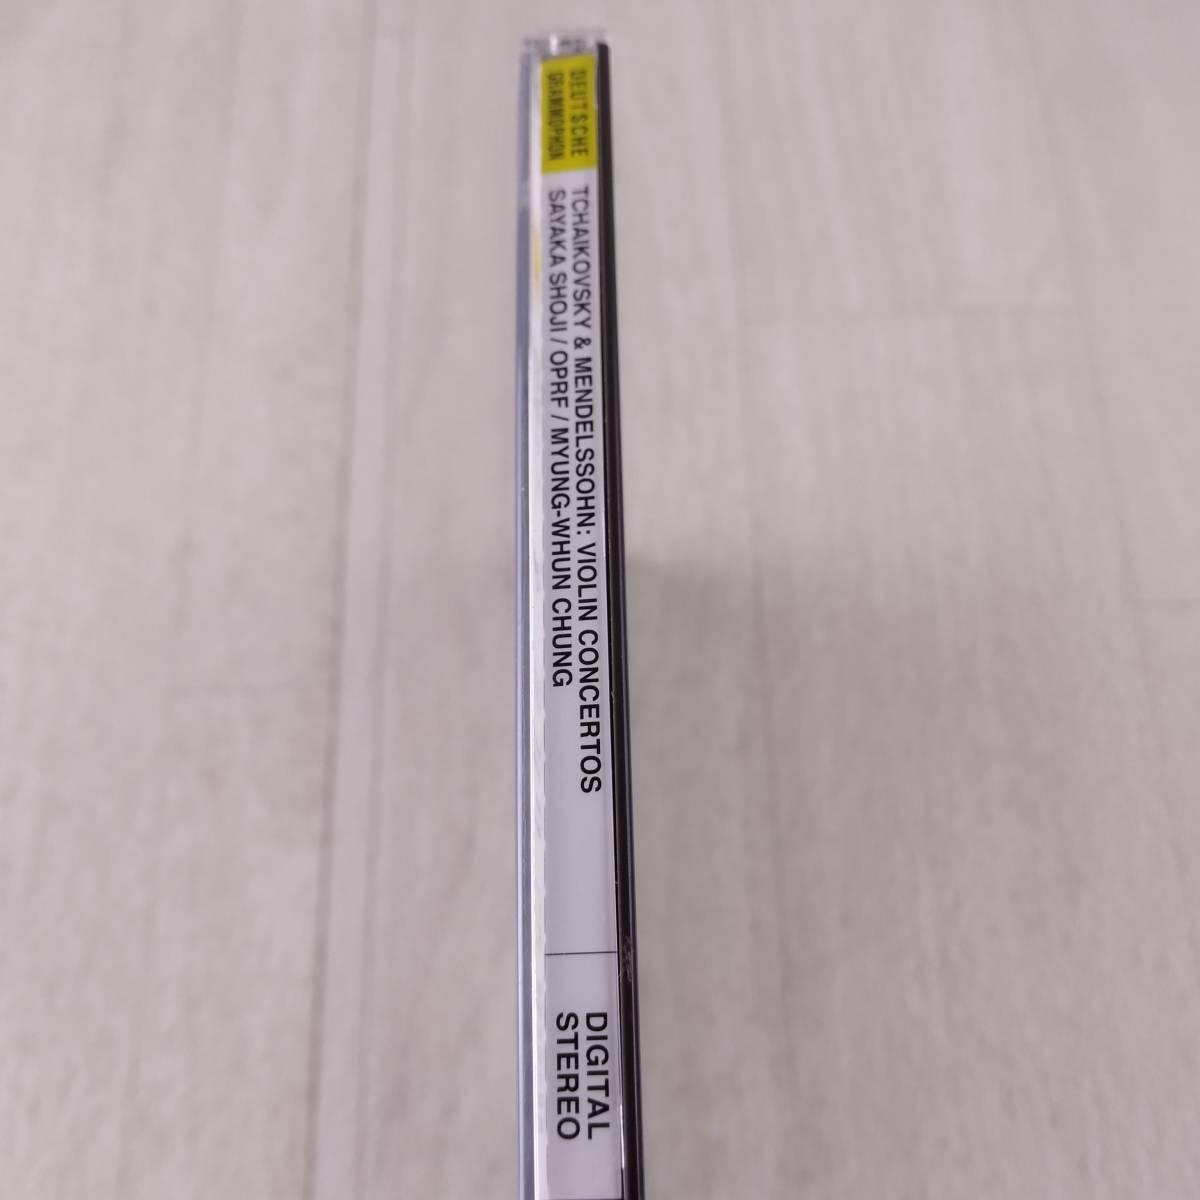 DEUTSCHE
GRAMMOPHON
TCHAIKOVSKY & MENDELSSOHN: VIOLIN CONCERTOS
SAYAKA SHOJI / OPRF / MYUNG-WHUN CHUNG
DIGITAL
STEREO